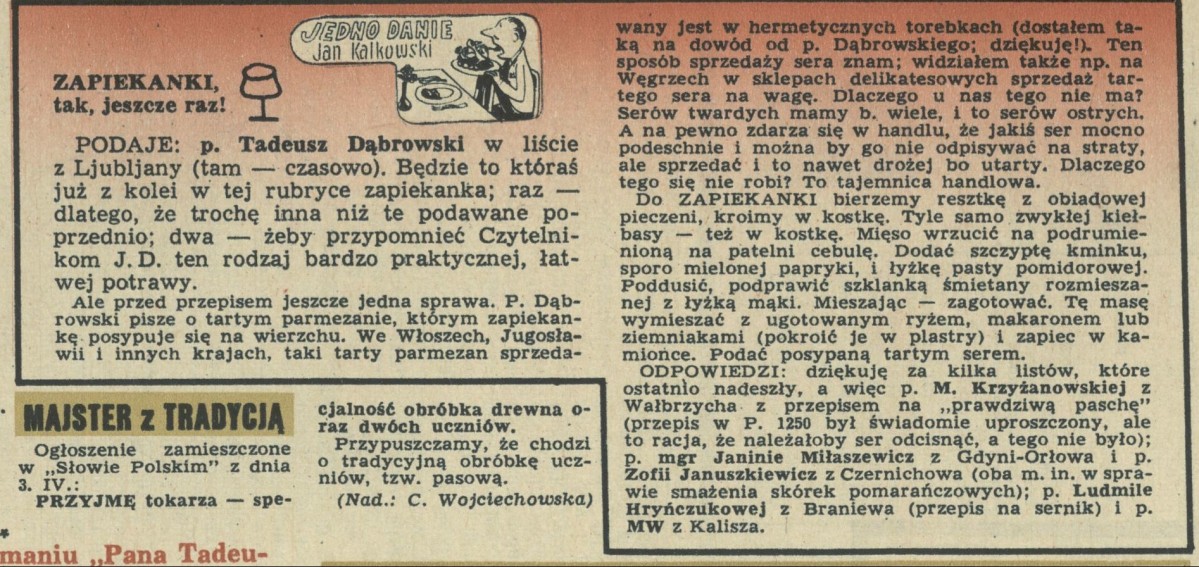 JEDNO DANIE
Jan Kalkowski
ZAPIEKANKI,
tak, jeszcze raz!
PODAJE: p. Tadeusz Dąbrowski w liście
z Ljubljany (tam — czasowo). Będzie to któraś
już z kolei w tej rubryce zapiekanka; raz —
dlatego, że trochę inna niż te podawane po-
przednio; dwa — żeby przypomnieć Czytelni-
kom J.D. ten rodzaj bardzo praktycznej, łat-
wej potrawy.
Ale przed przepisem jeszcze jedna sprawa. P. Dąb-
rowski pisze o tartym parmezanie, którym zapiekan-
kę posypuje się na wierzchu. We Włoszech, Jugosła-
wii i innych krajach, taki tarty parmezan sprzeda-
wany jest w hermetycznych torebkach (dostałem ta-
ką na dowód od p. Dąbrowskiego; dziękuję!). Ten
sposób sprzedaży sera znam; widziałem także np. na
Węgrzech w sklepach delikatesowych sprzedaż tar-
tego sera na wagę. Dlaczego u nas tego nie ma?
Serów twardych mamy b. wiele, i to serów ostrych.
A na pewno zdarza się w handlu, że jakiś ser mocno
podeschnie i można by go nie odpisywać na straty,
ale sprzedać i to nawet drożej bo utarty. Dlaczego
tego się nie robi? To tajemnica handlowa.
Do ZAPIEKANKI bierzemy resztkę z obiadowej
pieczeni, kroimy w kostkę. Tyle samo zwykłej kieł-
basy — też w kostkę. Mięso wrzucić na podrumie-
nioną na patelni cebulę. Dodać szczyptę kminku,
sporo mielonej papryki, i łyżkę pasty pomidorowej.
Poddusić, podprawić szklanką śmietany rozmiesza-
nej z łyżką mąki. Mieszając — zagotować. Tę masę
wymieszać z ugotowanym ryżem, makaronem lub
ziemniakami (pokroić je w plastry) i zapiec w ka-
mionce. Podać posypaną tartym serem.
ODPOWIEDZI: dziękuję za kilka listów, które
ostatnio nadeszły, a więc p. M. Krzyżanowskiej z
Wałbrzycha z przepisem na „prawdziwą paschę”
(przepis w P. 1250 był świadomie uproszczony, ale
to racja, że należałoby ser odcisnąć, a tego nie było);
p. mgr Janinie Miłaszewicz z Gdyni-Orłowa i p.
Zofii Januszkiewicz z Czernichowa (oba m. in. w spra-
wie smażenia skórek pomarańczowych); p. Ludmile
Hryńczukowej z Braniewa (przepis na sernik) i p.
MW z Kalisza.
MAJSTER z TRADYCJĄ
Ogłoszenie zamieszczone
w „Słowie Polskim” z dnia
3. IV.:
PRZYJMĘ tokarza — spe-
cjalność obróbka drewna o-
raz dwóch uczniów.
Przypuszczamy, że chodzi
o tradycyjną obróbkę ucz-
niów, tzw. pasową.
(Nad.: C. Wojciechowska)
*
maniu „Pana Tadeu-